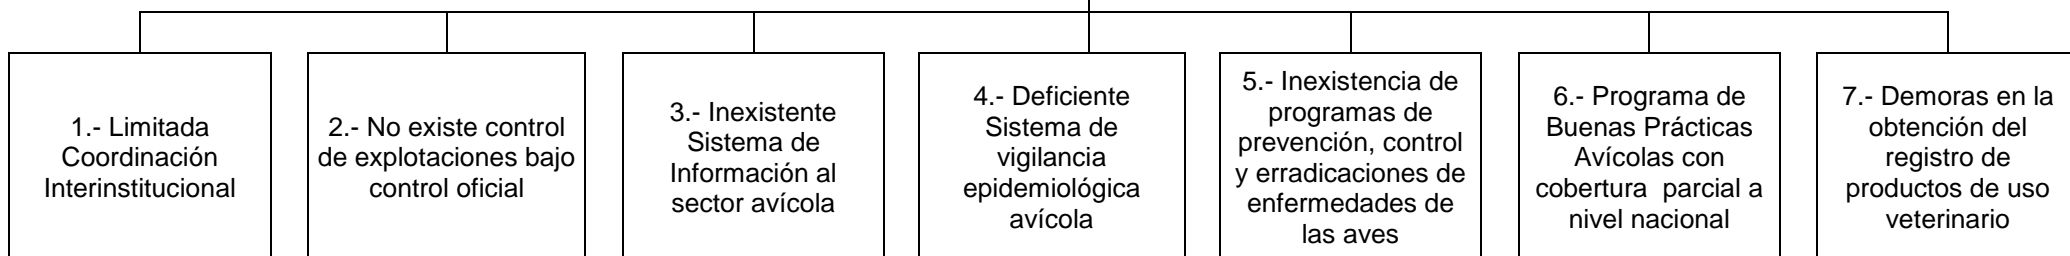 1.- Limitada
Coordinación
Interinstitucional
2.- No existe control
de explotaciones bajo
control oficial
3.- Inexistente
Sistema de
Información al
sector avícola
4.- Deficiente
Sistema de
vigilancia
epidemiológica
avícola
5.- Inexistencia de
programas de
prevención, control
y erradicaciones de
enfermedades de
las aves
6.- Programa de
Buenas Prácticas
Avícolas con
cobertura parcial a
nivel nacional
7.- Demoras en la
obtención del
registro de
productos de uso
veterinario